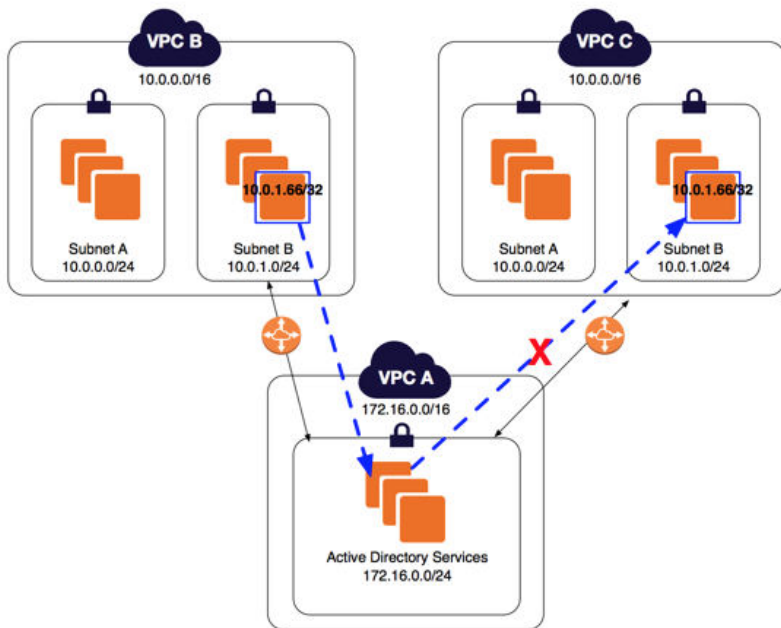 VPC B
10.0.0.0/16
10.0.1.66/32
Subnet A
10.0.0.0/24
Subnet B
10.0.1.0/24
VPC C
10.0.0.0/16
10.0.1.66/32
Subnet A
10.0.0.0/24
Subnet B
10.0.1.0/24
X
VPC A
172.16.0.0/16
Active Directory Services
172.16.0.0/24